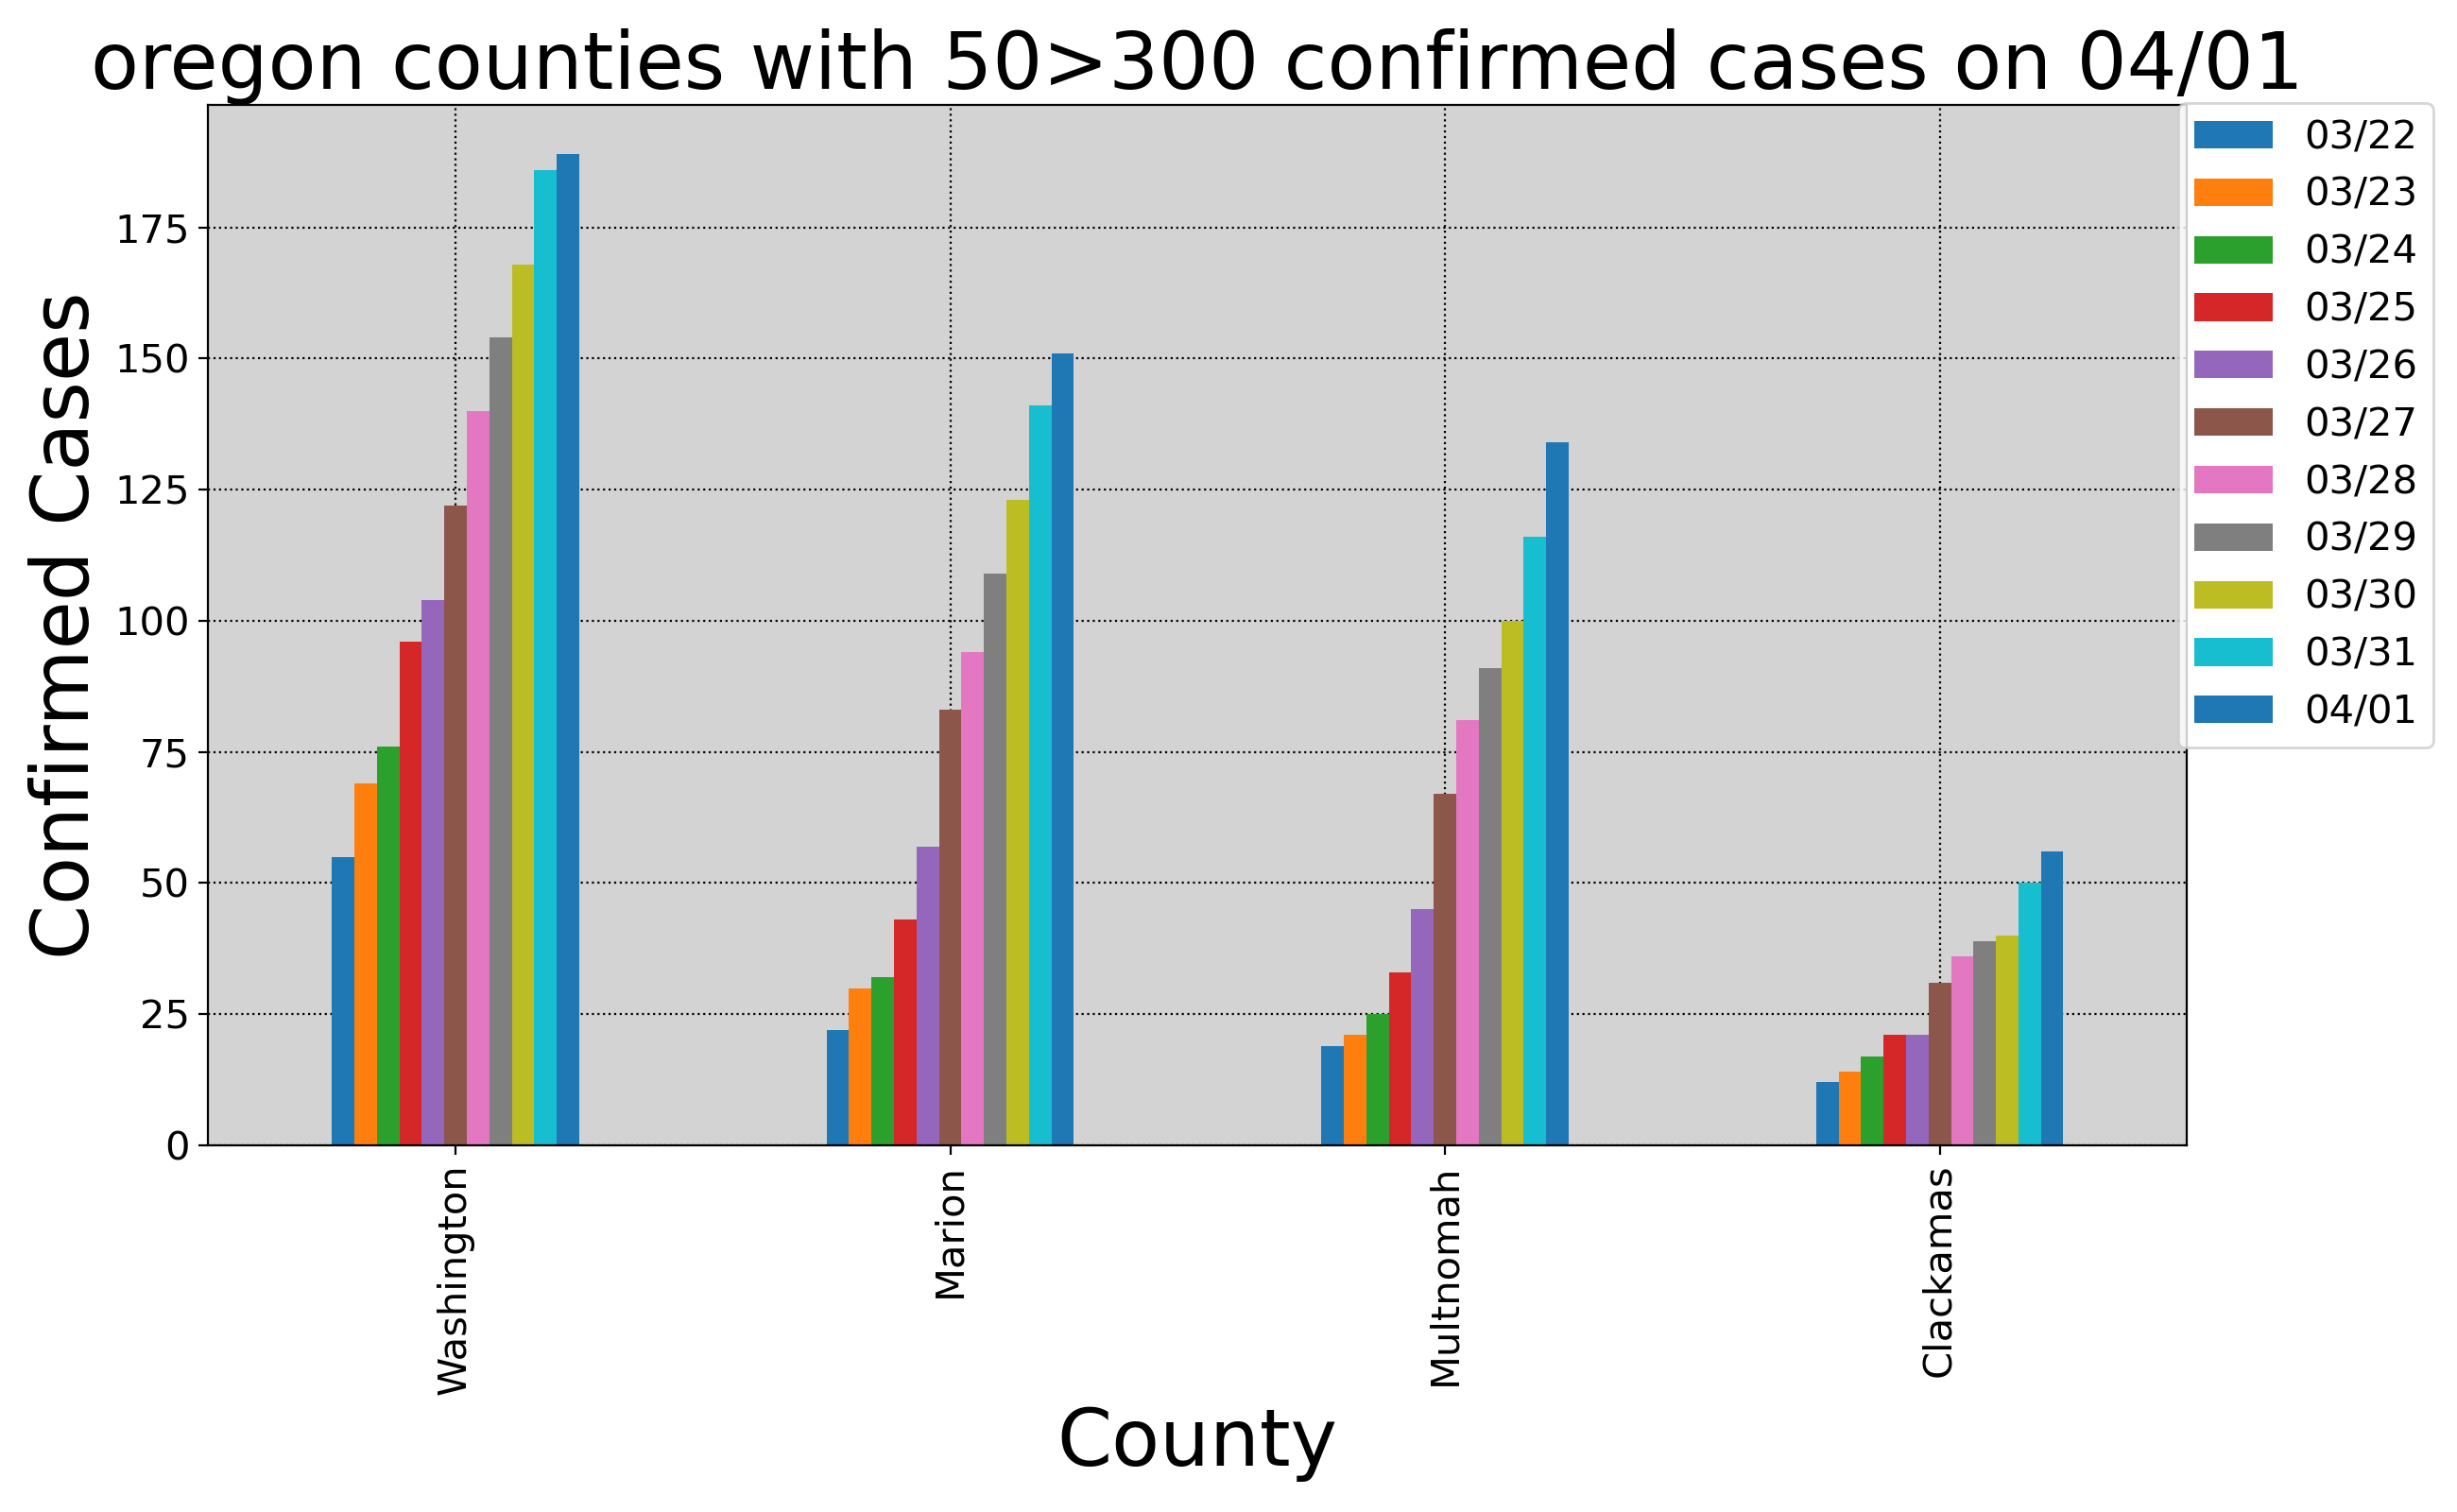 oregon counties with 50>300 confirmed cases on 04/01
Confirmed Cases
175
150
125
100
75
50
25
0
Washington
Marion
Multnomah
Clackamas
County
03/22
03/23
03/24
03/25
03/26
03/27
03/28
03/29
03/30
03/31
04/01